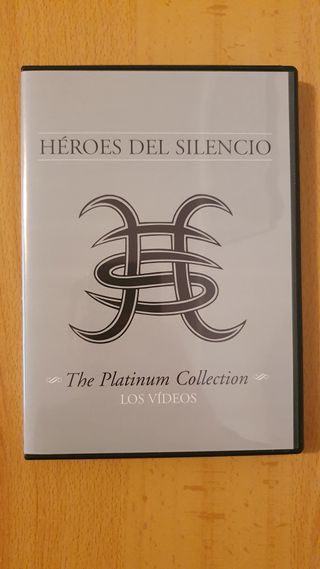 HÉROES DEL SILENCIO
The Platinum Collection
LOS VÍDEOS